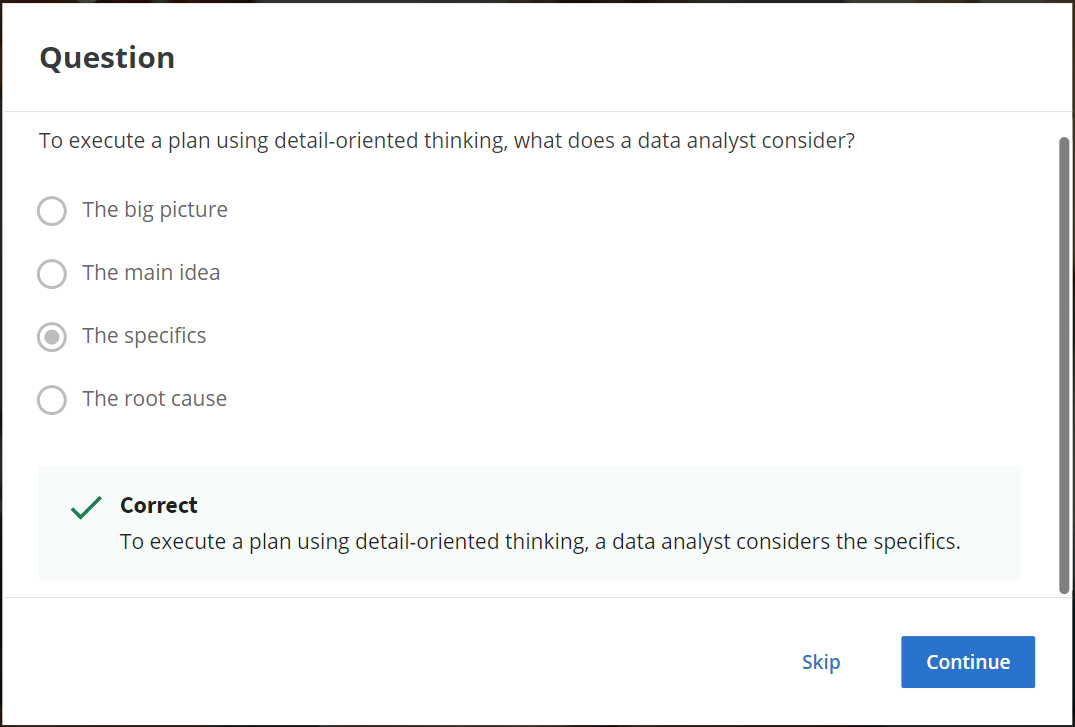 Question
To execute a plan using detail-oriented thinking, what does a data analyst consider?
The big picture
The main idea
The specifics
The root cause
Correct
To execute a plan using detail-oriented thinking, a data analyst considers the specifics.
Skip
Continue